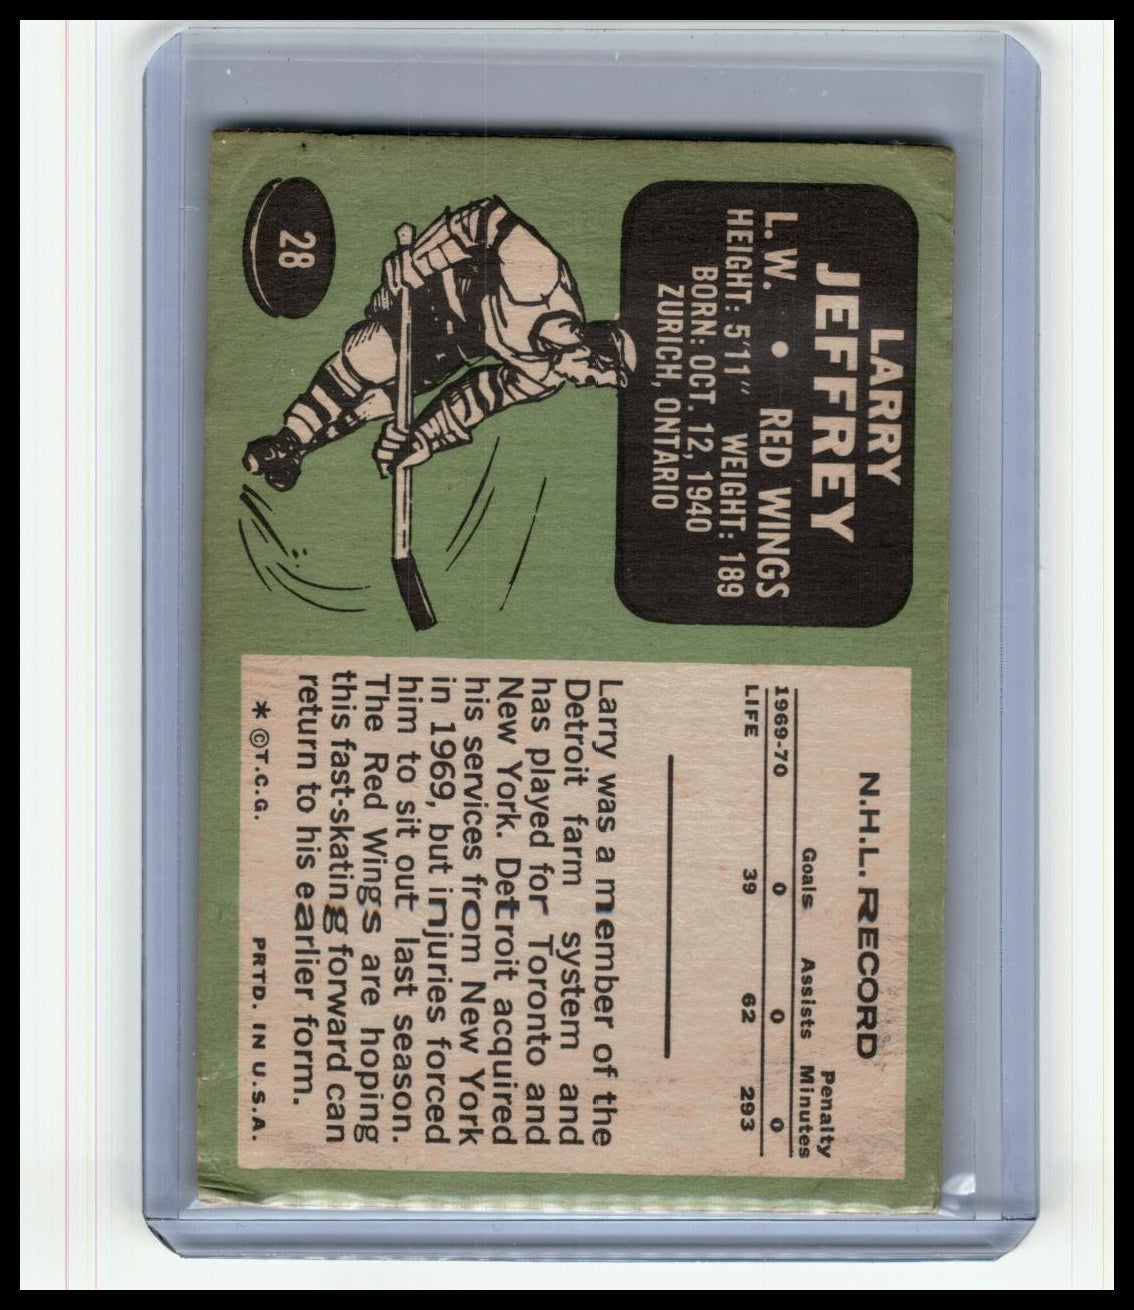 LARRY
JEFFREY
L. W. • RED WINGS
HEIGHT: 5'11" WEIGHT: 189
BORN: OCT. 12, 1940
ZURICH, ONTARIO
28
N.H.L. RECORD
Goals Assists Penalty Minutes
1969-70 0 0 0
LIFE 39 62 293
Larry was a member of the
Detroit farm system and
has played for Toronto and
New York. Detroit acquired
his services from New York
in 1969, but injuries forced
him to sit out last season.
The Red Wings are hoping
this fast-skating forward can
return to his earlier form.
* ©T.C.G. PRTD. IN U.S.A.